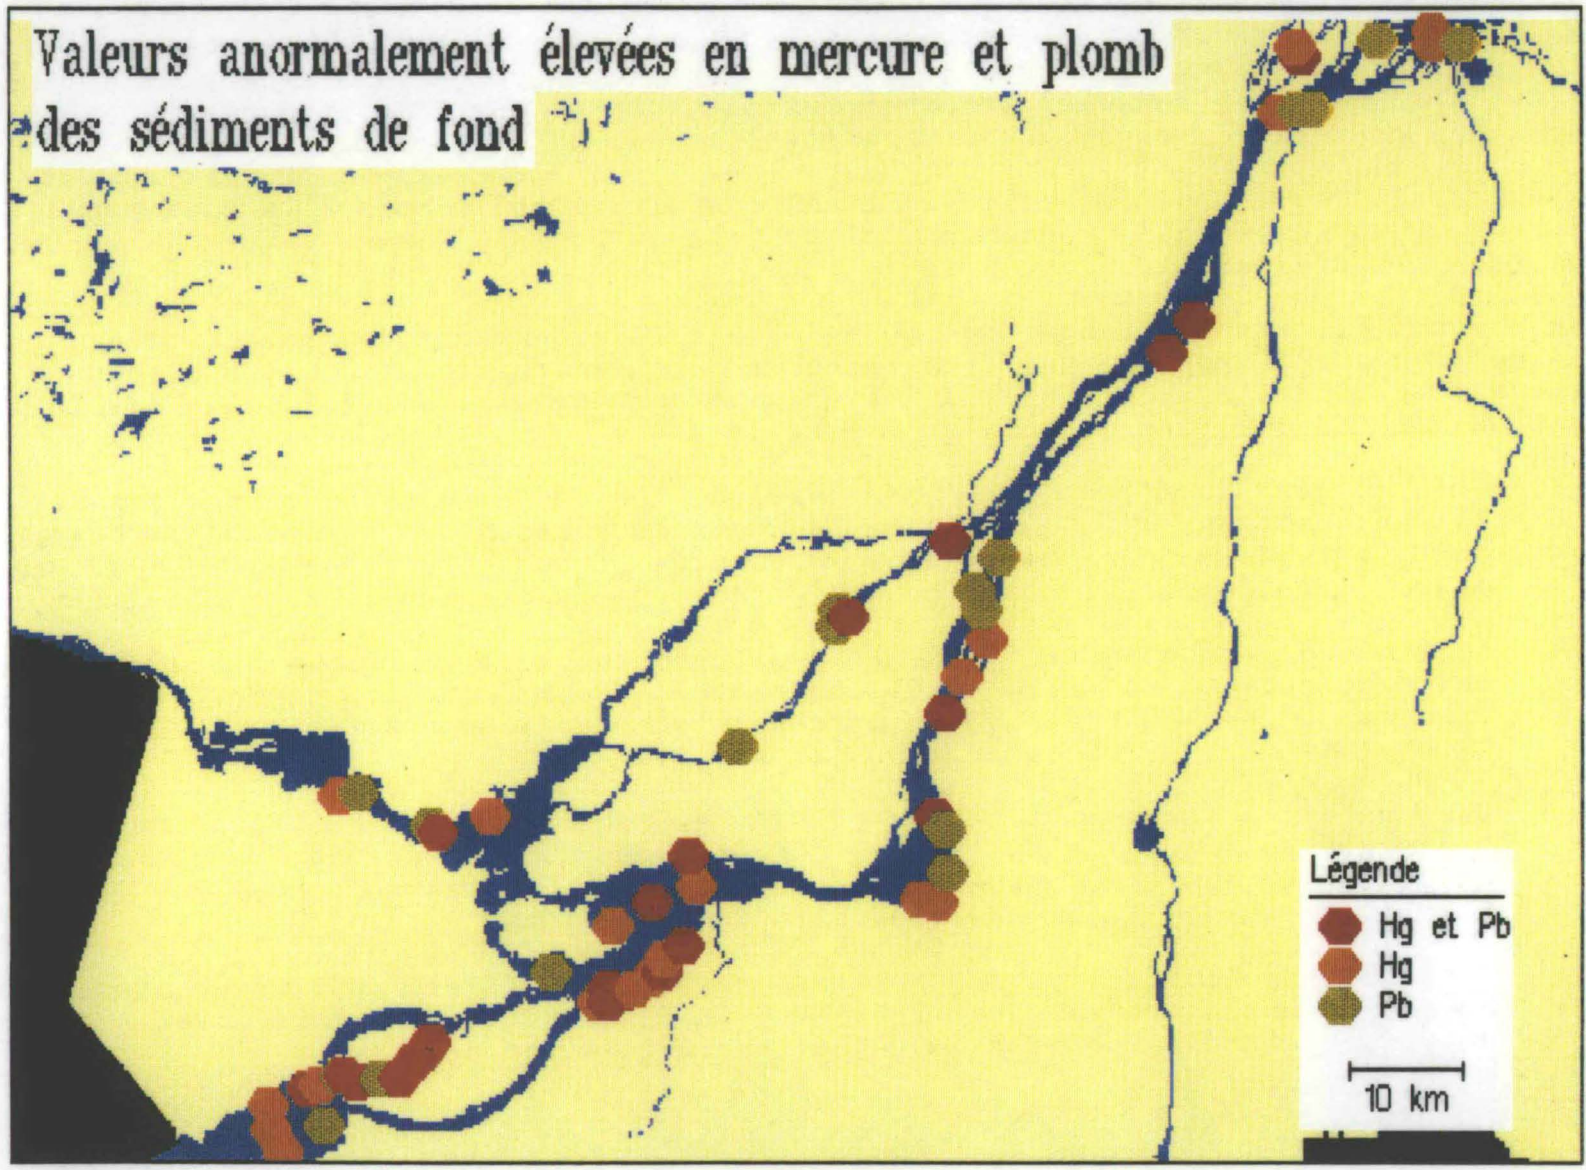 Valeurs anormalement élevées en mercure et plomb
des sédiments de fond
Légende
Hg et Pb
Hg
Pb
10 km